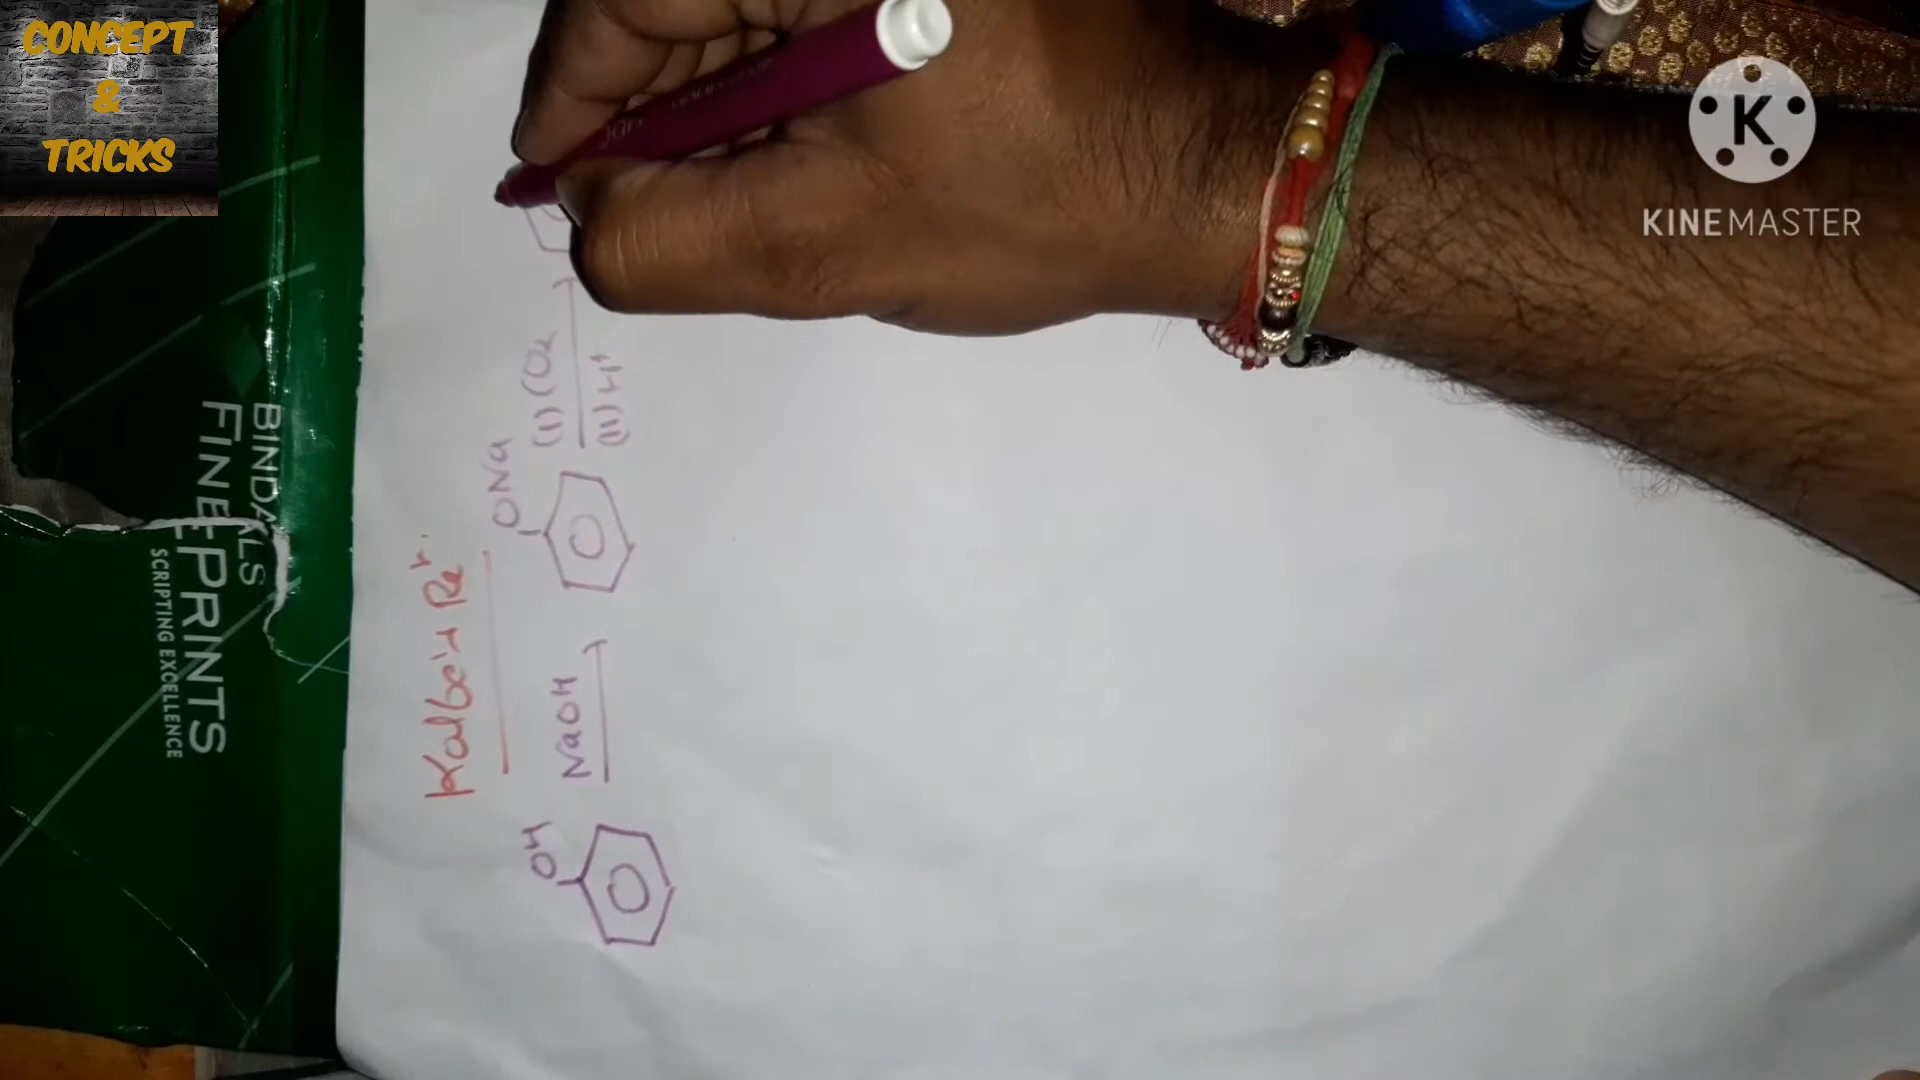 CONCEPT
&
TRICKS
K
KINEMASTER
BINDALS
FINE PRINTS
SCRIPTING EXCELLENCE
Kolbe's Rxn.
OH
NaOH
ONa
(i) CO2
(ii) H+